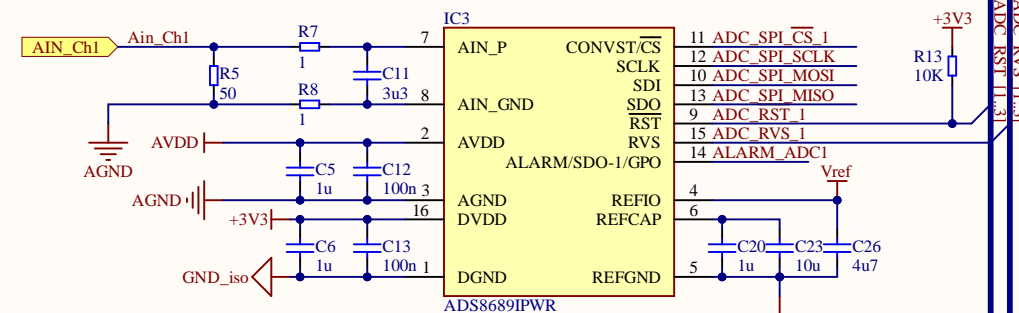 IC3
+3V3
AIN_Ch1
Ain_Ch1
R7
1
7
AIN_P
CONVST/CS
11
ADC_SPI_CS_1
SCLK
12
ADC_SPI_SCLK
R5
50
C11
3u3
SDI
10
ADC_SPI_MOSI
R13
10K
R8
1
8
AIN_GND
SDO
13
ADC_SPI_MISO
RST
9
ADC_RST_1
AGND
AVDD
2
AVDD
RVS
15
ADC_RVS_1
ALARM/SDO-1/GPO
14
ALARM_ADC1
C5
1u
C12
100n
Vref
AGND
3
AGND
REFIO
4
+3V3
16
DVDD
REFCAP
6
C6
1u
C13
100n
C20
1u
C23
10u
C26
4u7
GND_iso
1
DGND
REFGND
5
ADS8689IPWR
ADC_RST_[1..3]